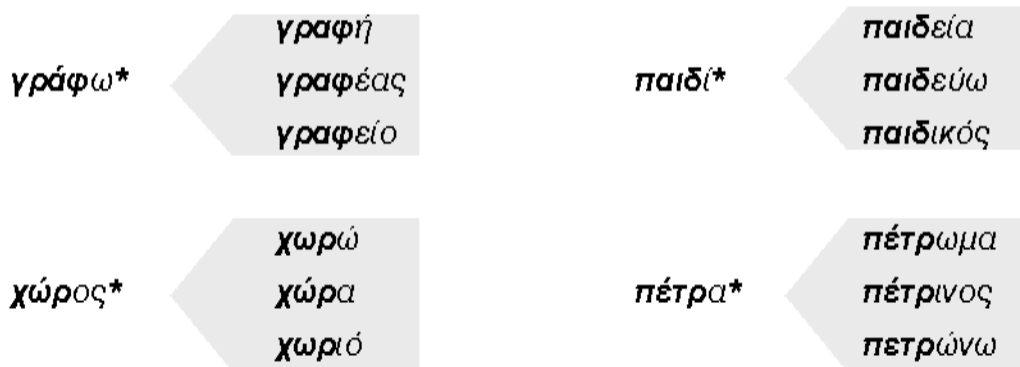 γραφή
γράφω*
γραφέας
γραφείο
παιδεία
παιδί*
παιδεύω
παιδικός
χωρώ
χώρος*
χώρα
χωριό
πέτρωμα
πέτρα*
πέτρινος
πετρώνω